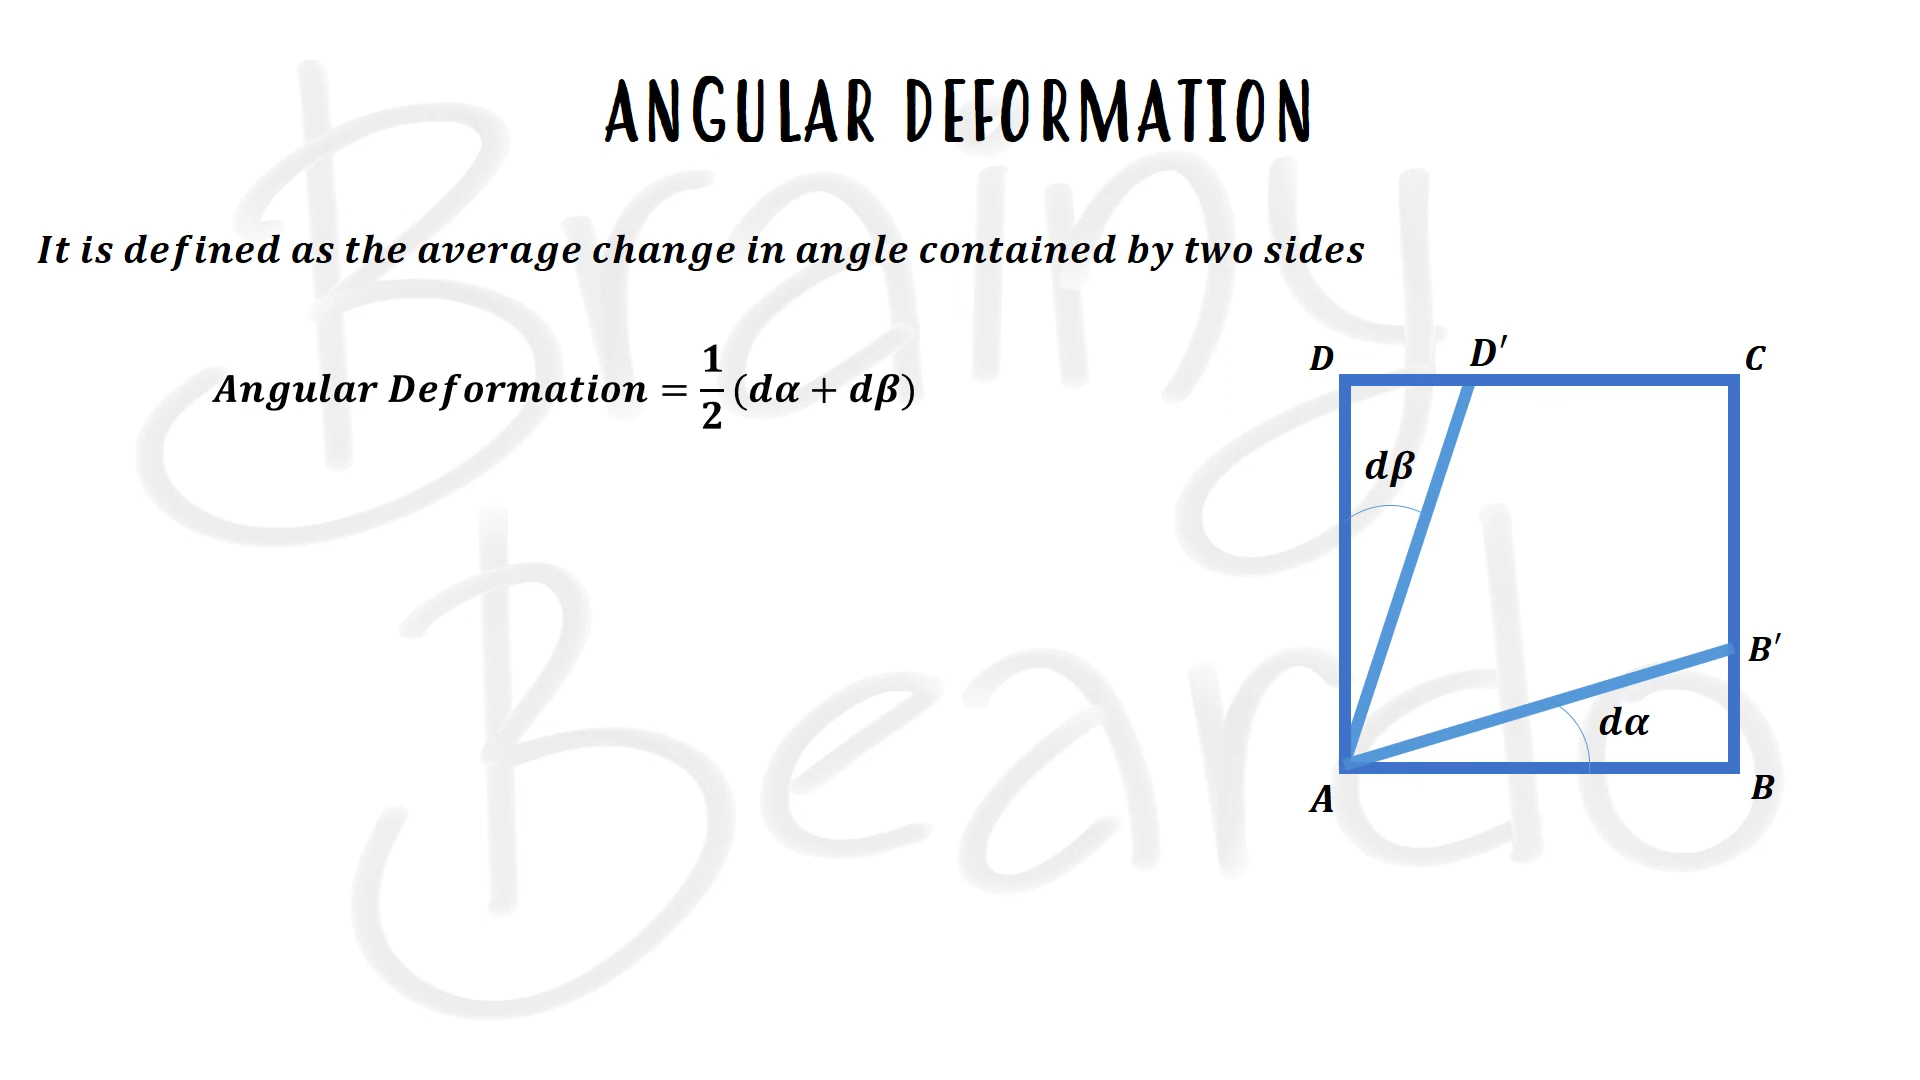 ANGULAR DEFORMATION
It is defined as the average change in angle contained by two sides
Angular Deformation = 1/2 (dα + dβ)
D
D′
C
dβ
B′
dα
A
B
Brainy
Beardo